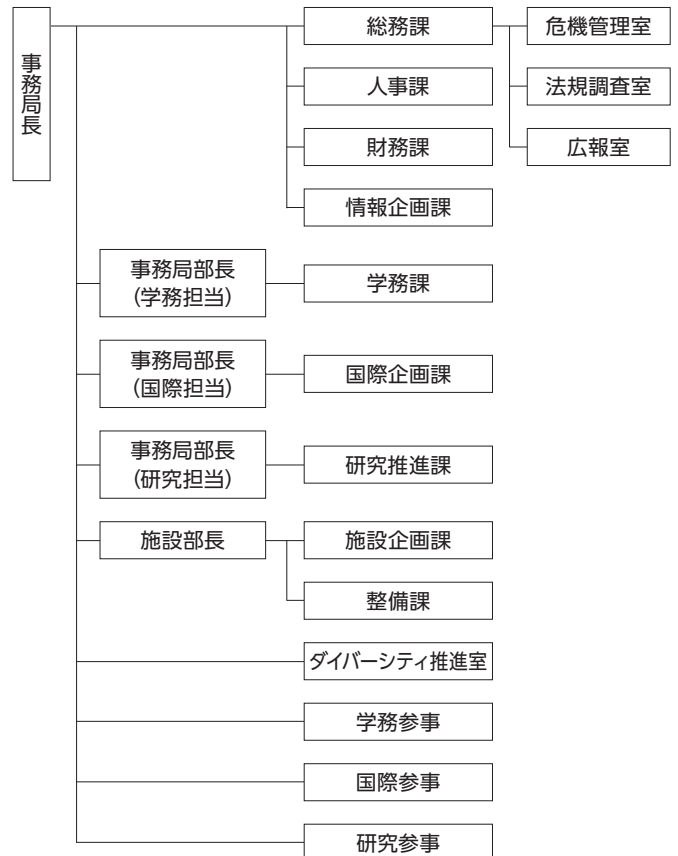 事務局長
総務課
危機管理室
人事課
法規調査室
財務課
広報室
情報企画課
事務局部長
(学務担当)
学務課
事務局部長
(国際担当)
国際企画課
事務局部長
(研究担当)
研究推進課
施設部長
施設企画課
整備課
ダイバーシティ推進室
学務参事
国際参事
研究参事